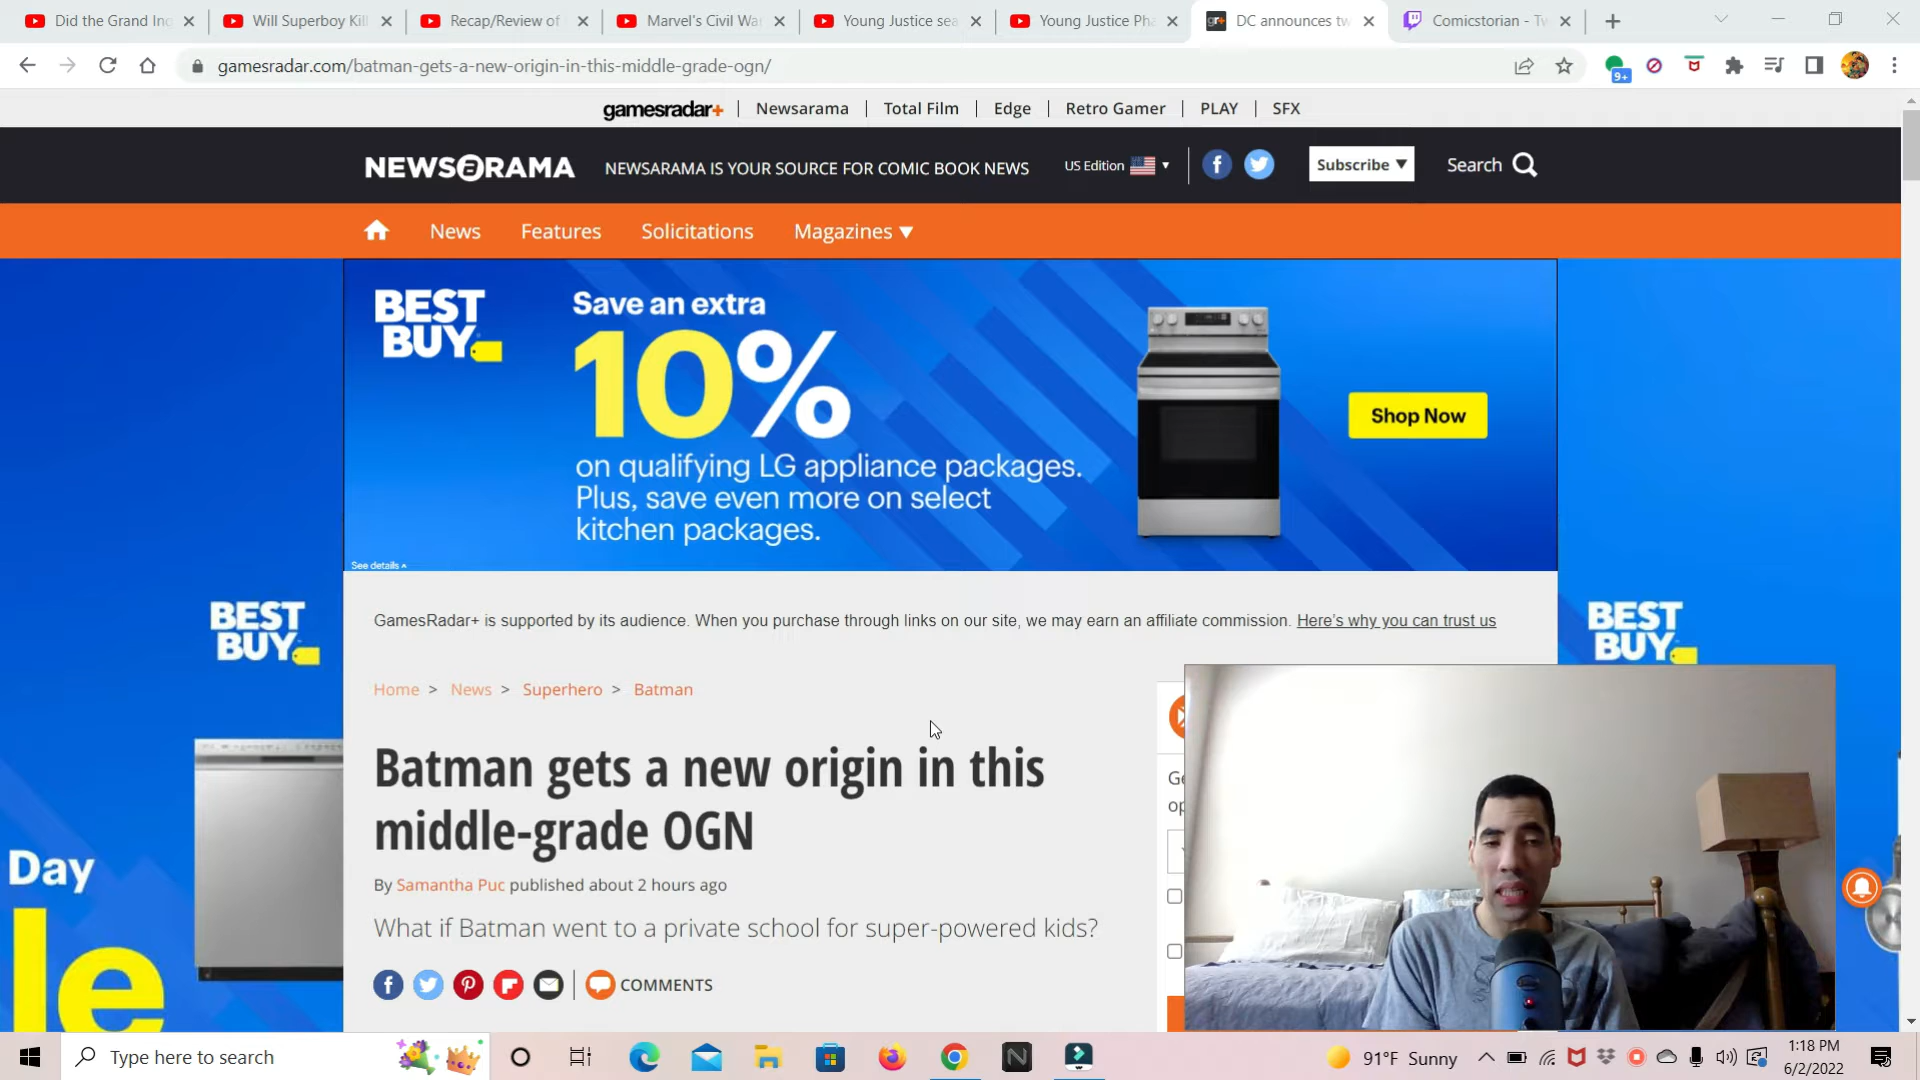 Did the Grand In
Will Superboy Kill
Recap/Review of
Marvel's Civil Wa
Young Justice sea
Young Justice Pha
DC announces tw
Comicstorian - Tw
gamesradar.com/batman-gets-a-new-origin-in-this-middle-grade-ogn/
9+
gamesradar+ Newsarama Total Film Edge Retro Gamer PLAY SFX
NEWSaRAMA NEWSARAMA IS YOUR SOURCE FOR COMIC BOOK NEWS US Edition Subscribe Search
News Features Solicitations Magazines
BEST BUY
Save an extra
10%
on qualifying LG appliance packages.
Plus, save even more on select
kitchen packages.
Shop Now
See details
BEST BUY
BEST BUY
GamesRadar+ is supported by its audience. When you purchase through links on our site, we may earn an affiliate commission. Here's why you can trust us
Home > News > Superhero > Batman
Batman gets a new origin in this
middle-grade OGN
By Samantha Puc published about 2 hours ago
What if Batman went to a private school for super-powered kids?
COMMENTS
Day
le
Ge
op
Type here to search
91°F Sunny
1:18 PM
6/2/2022